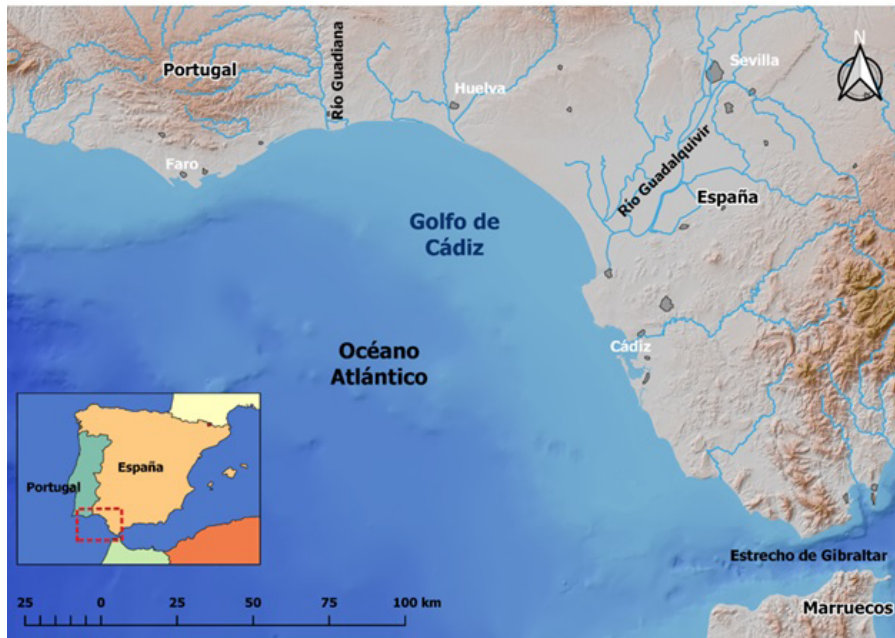 N
Portugal
Río Guadiana
Sevilla
Huelva
Faro
Río Guadalquivir
España
Golfo de
Cádiz
Océano
Atlántico
Cádiz
España
Portugal
Estrecho de Gibraltar
Marruecos
25 0 25 50 75 100 km